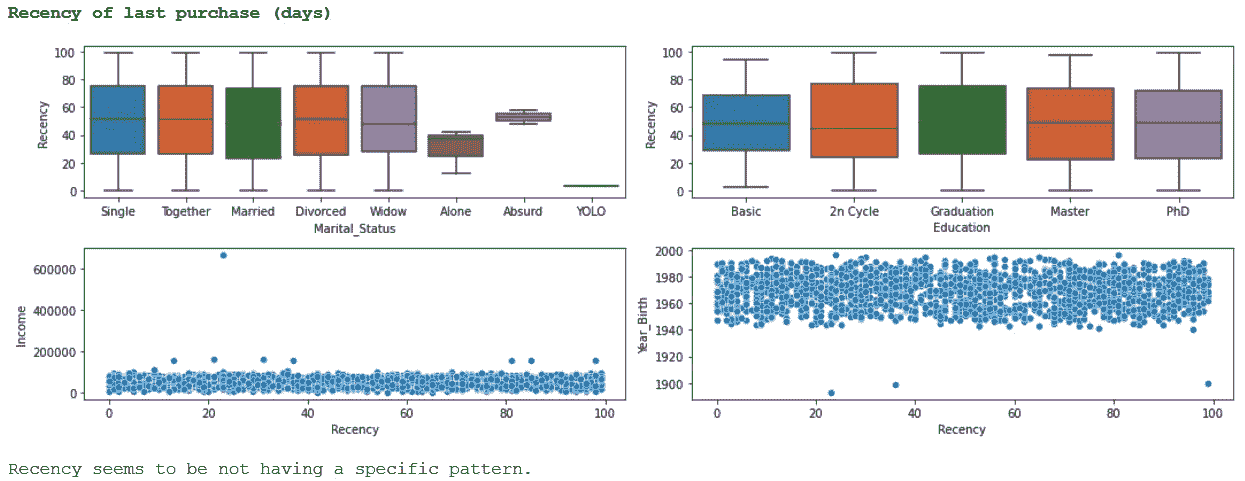 Recency of last purchase (days)
100
80
60
40
20
0
Recency
Single Together Married Divorced Widow Alone Absurd YOLO
Marital_Status
100
80
60
40
20
0
Recency
Basic 2n Cycle Graduation Master PhD
Education
600000
400000
200000
0
Income
0 20 40 60 80 100
Recency
2000
1980
1960
1940
1920
1900
Year_Birth
0 20 40 60 80 100
Recency
Recency seems to be not having a specific pattern.